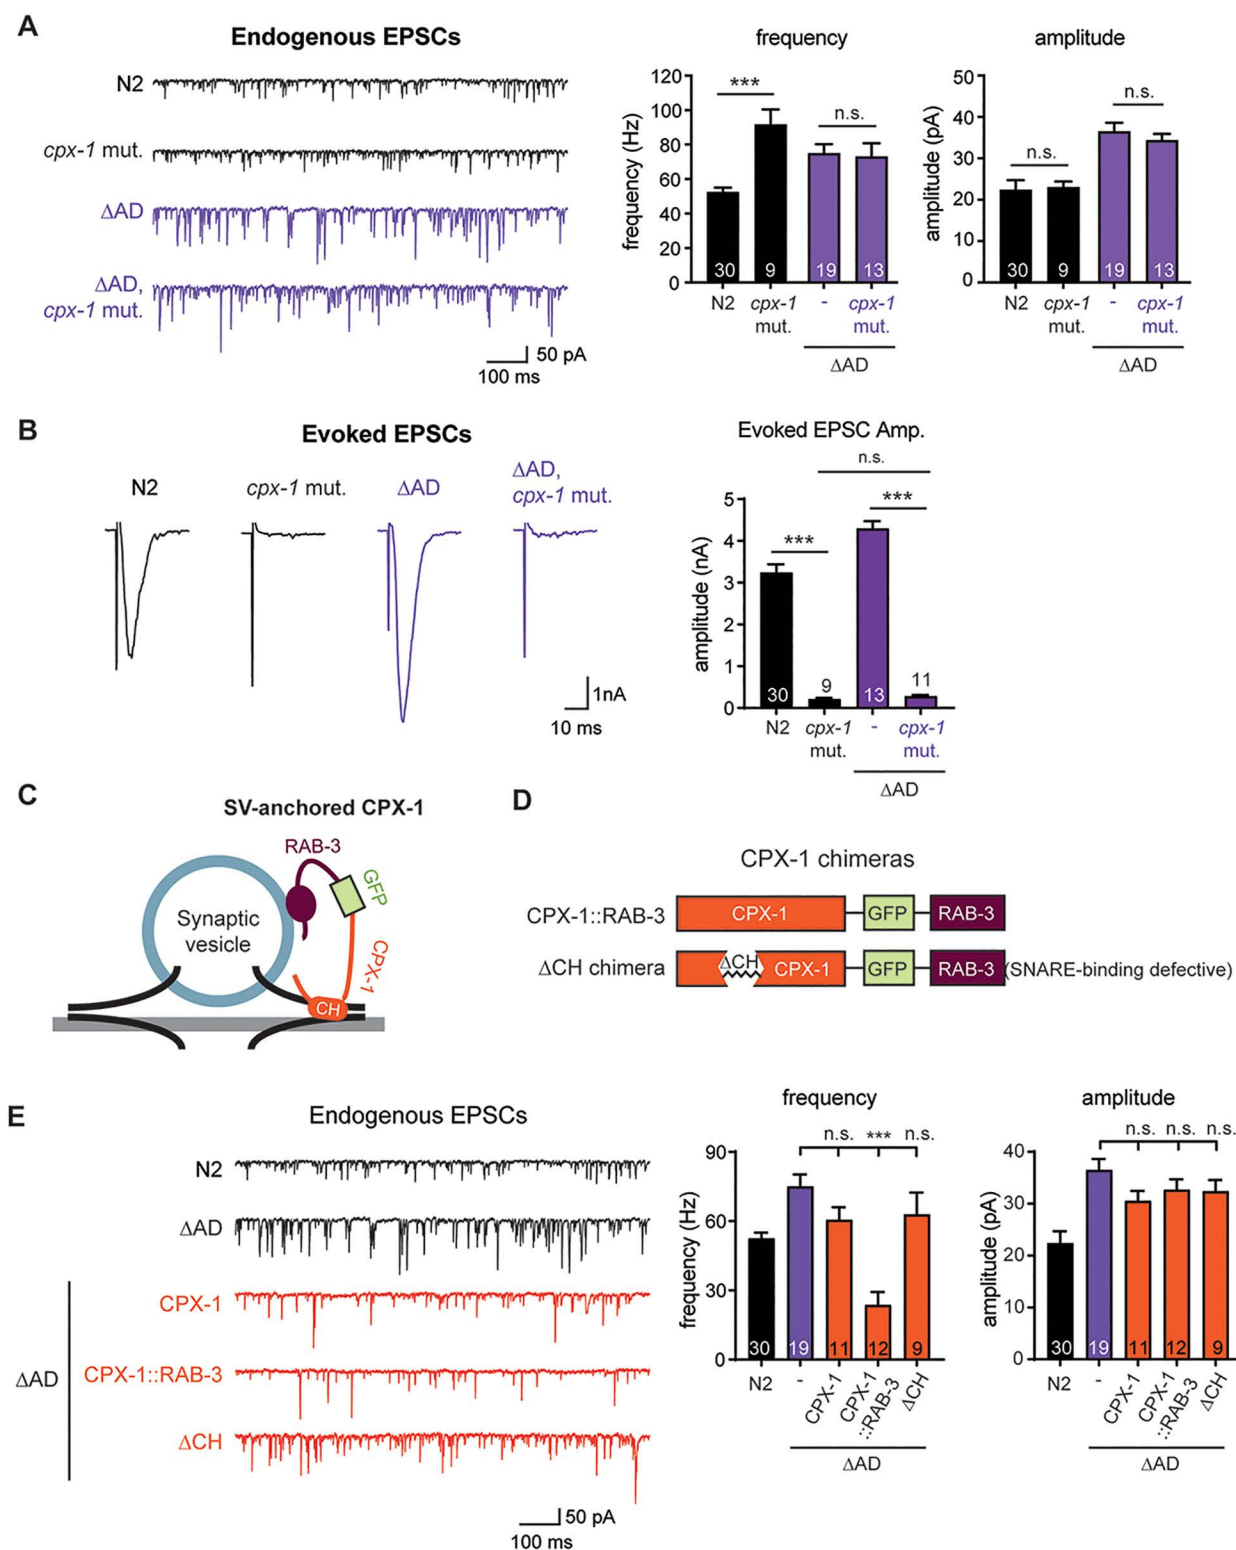 A
Endogenous EPSCs
N2
cpx-1 mut.
ΔAD
ΔAD,
cpx-1 mut.
50 pA
100 ms
frequency
frequency (Hz)
120
100
80
60
40
20
0
***
n.s.
30
9
19
13
N2
cpx-1
mut.
-
cpx-1
mut.
ΔAD
amplitude
amplitude (pA)
50
40
30
20
10
0
n.s.
n.s.
30
9
19
13
N2
cpx-1
mut.
-
cpx-1
mut.
ΔAD
B
Evoked EPSCs
N2
cpx-1 mut.
ΔAD
ΔAD,
cpx-1 mut.
1nA
10 ms
Evoked EPSC Amp.
n.s.
***
***
amplitude (nA)
5
4
3
2
1
0
30
9
13
11
N2
cpx-1
mut.
-
cpx-1
mut.
ΔAD
C
SV-anchored CPX-1
RAB-3
GFP
Synaptic
vesicle
CPX-1
CH
D
CPX-1 chimeras
CPX-1::RAB-3
CPX-1
GFP
RAB-3
ΔCH chimera
ΔCH
CPX-1
GFP
RAB-3
(SNARE-binding defective)
E
Endogenous EPSCs
N2
ΔAD
CPX-1
CPX-1::RAB-3
ΔCH
ΔAD
50 pA
100 ms
frequency
n.s.
***
n.s.
frequency (Hz)
90
60
30
0
30
19
11
12
9
N2
-
CPX-1
CPX-1
::RAB-3
ΔCH
ΔAD
amplitude
n.s.
n.s.
n.s.
amplitude (pA)
40
30
20
10
0
30
19
11
12
9
N2
-
CPX-1
CPX-1
::RAB-3
ΔCH
ΔAD